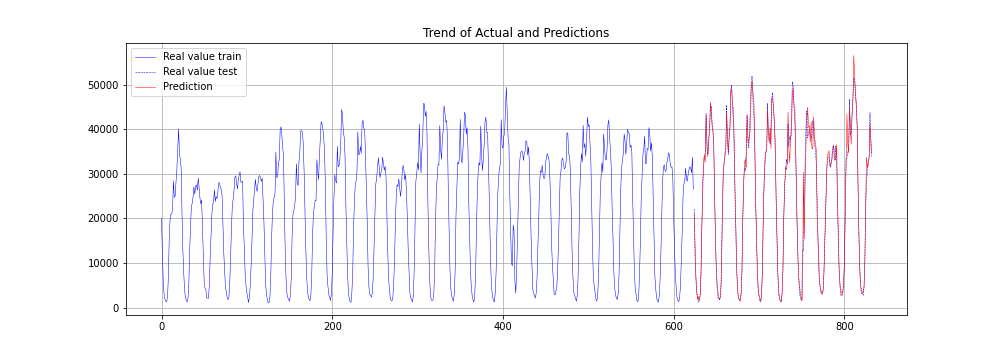 Trend of Actual and Predictions
Real value train
Real value test
Prediction
50000
40000
30000
20000
10000
0
0 200 400 600 800